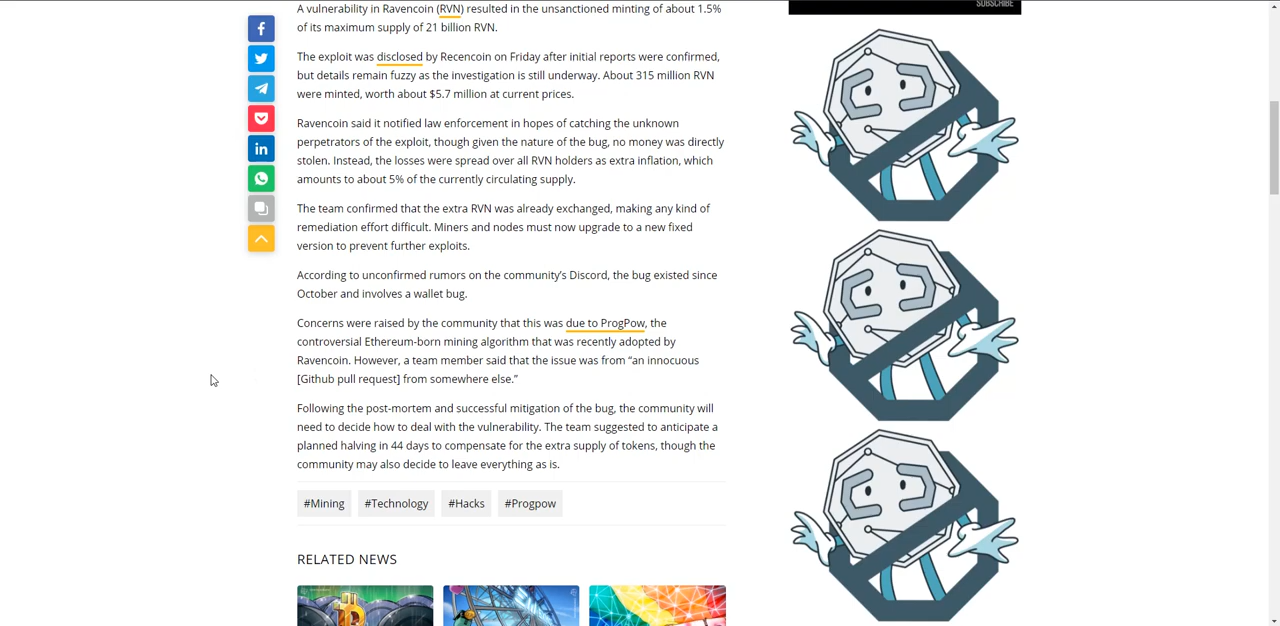 SUBSCRIBE
A vulnerability in Ravencoin (RVN) resulted in the unsanctioned minting of about 1.5%
of its maximum supply of 21 billion RVN.
The exploit was disclosed by Recencoin on Friday after initial reports were confirmed,
but details remain fuzzy as the investigation is still underway. About 315 million RVN
were minted, worth about $5.7 million at current prices.
Ravencoin said it notified law enforcement in hopes of catching the unknown
perpetrators of the exploit, though given the nature of the bug, no money was directly
stolen. Instead, the losses were spread over all RVN holders as extra inflation, which
amounts to about 5% of the currently circulating supply.
The team confirmed that the extra RVN was already exchanged, making any kind of
remediation effort difficult. Miners and nodes must now upgrade to a new fixed
version to prevent further exploits.
According to unconfirmed rumors on the community's Discord, the bug existed since
October and involves a wallet bug.
Concerns were raised by the community that this was due to ProgPow, the
controversial Ethereum-born mining algorithm that was recently adopted by
Ravencoin. However, a team member said that the issue was from “an innocuous
[Github pull request] from somewhere else.”
Following the post-mortem and successful mitigation of the bug, the community will
need to decide how to deal with the vulnerability. The team suggested to anticipate a
planned halving in 44 days to compensate for the extra supply of tokens, though the
community may also decide to leave everything as is.
#Mining #Technology #Hacks #Progpow
RELATED NEWS